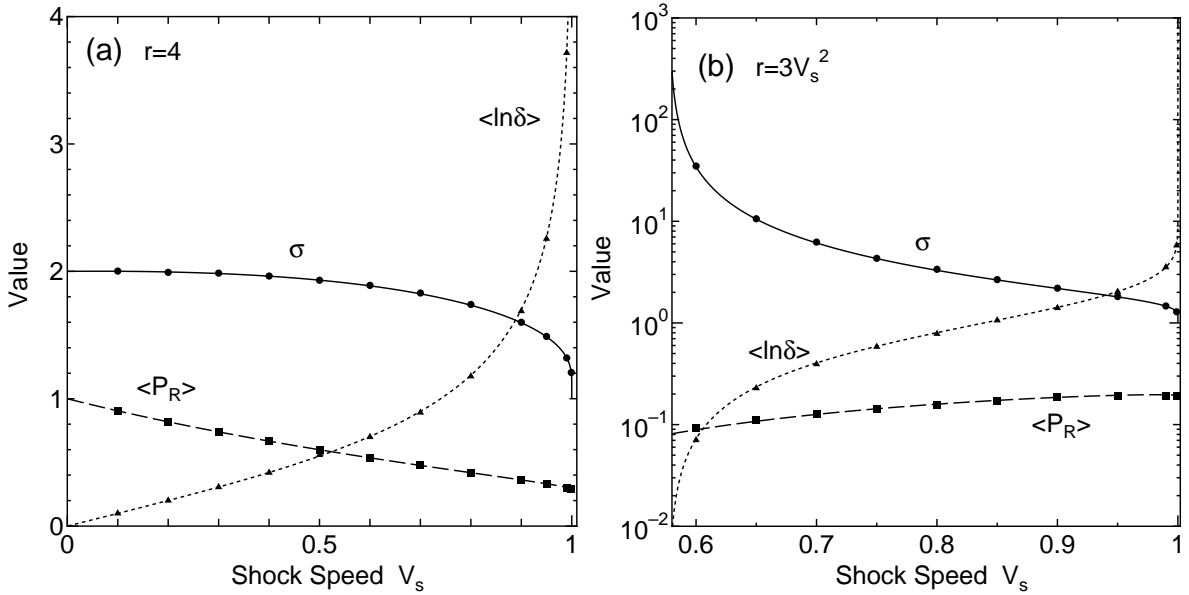 (a) r=4
<lnδ>
σ
<P_R>
Value
4
3
2
1
0
0
0.5
1
Shock Speed V_s
(b) r=3V_s^2
σ
<lnδ>
<P_R>
Value
10^3
10^2
10^1
10^0
10^−1
10^−2
0.6
0.7
0.8
0.9
1
Shock Speed V_s